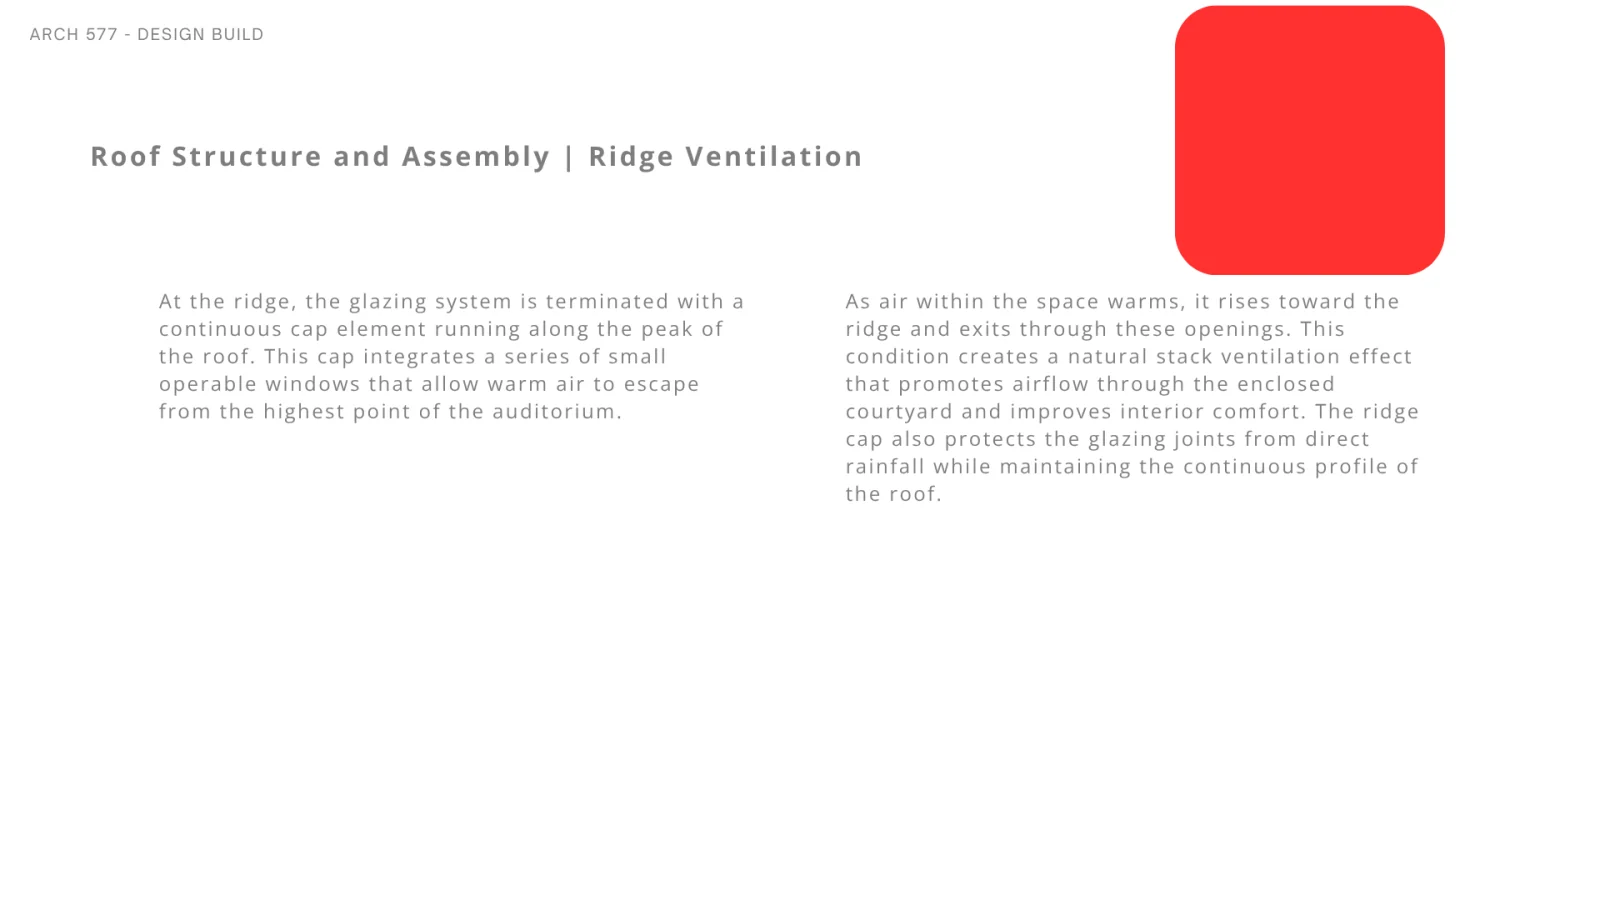 ARCH 577 - DESIGN BUILD
Roof Structure and Assembly | Ridge Ventilation
At the ridge, the glazing system is terminated with a
continuous cap element running along the peak of
the roof. This cap integrates a series of small
operable windows that allow warm air to escape
from the highest point of the auditorium.
As air within the space warms, it rises toward the
ridge and exits through these openings. This
condition creates a natural stack ventilation effect
that promotes airflow through the enclosed
courtyard and improves interior comfort. The ridge
cap also protects the glazing joints from direct
rainfall while maintaining the continuous profile of
the roof.